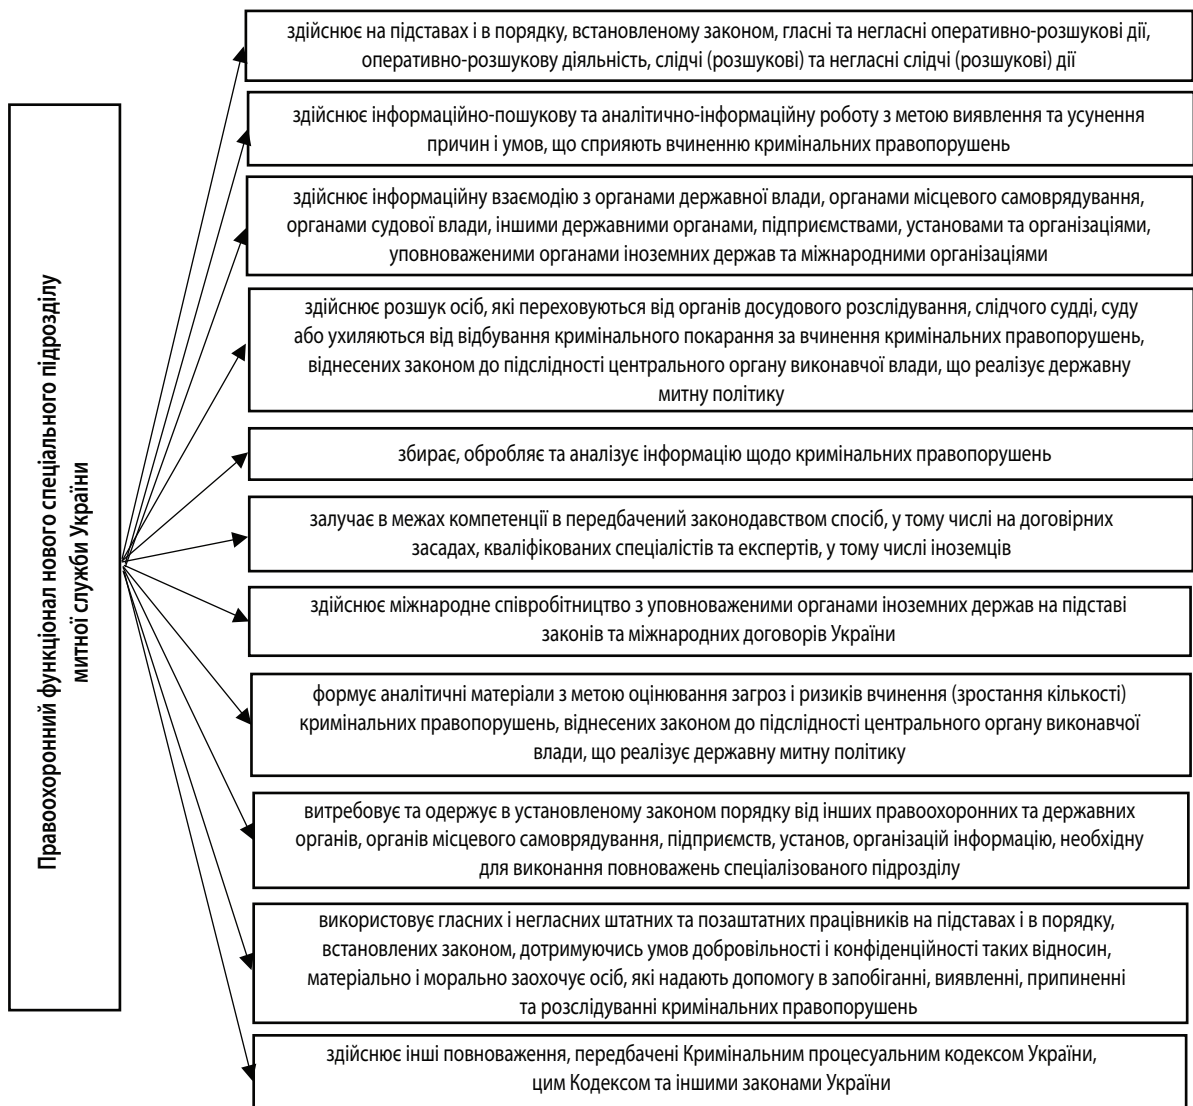 Правоохоронний функціонал нового спеціального підрозділу
митної служби України
здійснює на підставах і в порядку, встановленому законом, гласні та негласні оперативно-розшукові дії,
оперативно-розшукову діяльність, слідчі (розшукові) та негласні слідчі (розшукові) дії
здійснює інформаційно-пошукову та аналітично-інформаційну роботу з метою виявлення та усунення
причин і умов, що сприяють вчиненню кримінальних правопорушень
здійснює інформаційну взаємодію з органами державної влади, органами місцевого самоврядування,
органами судової влади, іншими державними органами, підприємствами, установами та організаціями,
уповноваженими органами іноземних держав та міжнародними організаціями
здійснює розшук осіб, які переховуються від органів досудового розслідування, слідчого судді, суду
або ухиляються від відбування кримінального покарання за вчинення кримінальних правопорушень,
віднесених законом до підслідності центрального органу виконавчої влади, що реалізує державну
митну політику
збирає, обробляє та аналізує інформацію щодо кримінальних правопорушень
залучає в межах компетенції в передбачений законодавством спосіб, у тому числі на договірних
засадах, кваліфікованих спеціалістів та експертів, у тому числі іноземців
здійснює міжнародне співробітництво з уповноваженими органами іноземних держав на підставі
законів та міжнародних договорів України
формує аналітичні матеріали з метою оцінювання загроз і ризиків вчинення (зростання кількості)
кримінальних правопорушень, віднесених законом до підслідності центрального органу виконавчої
влади, що реалізує державну митну політику
витребовує та одержує в установленому законом порядку від інших правоохоронних та державних
органів, органів місцевого самоврядування, підприємств, установ, організацій інформацію, необхідну
для виконання повноважень спеціалізованого підрозділу
використовує гласних і негласних штатних та позаштатних працівників на підставах і в порядку,
встановлених законом, дотримуючись умов добровільності і конфіденційності таких відносин,
матеріально і морально заохочує осіб, які надають допомогу в запобіганні, виявленні, припиненні
та розслідуванні кримінальних правопорушень
здійснює інші повноваження, передбачені Кримінальним процесуальним кодексом України,
цим Кодексом та іншими законами України